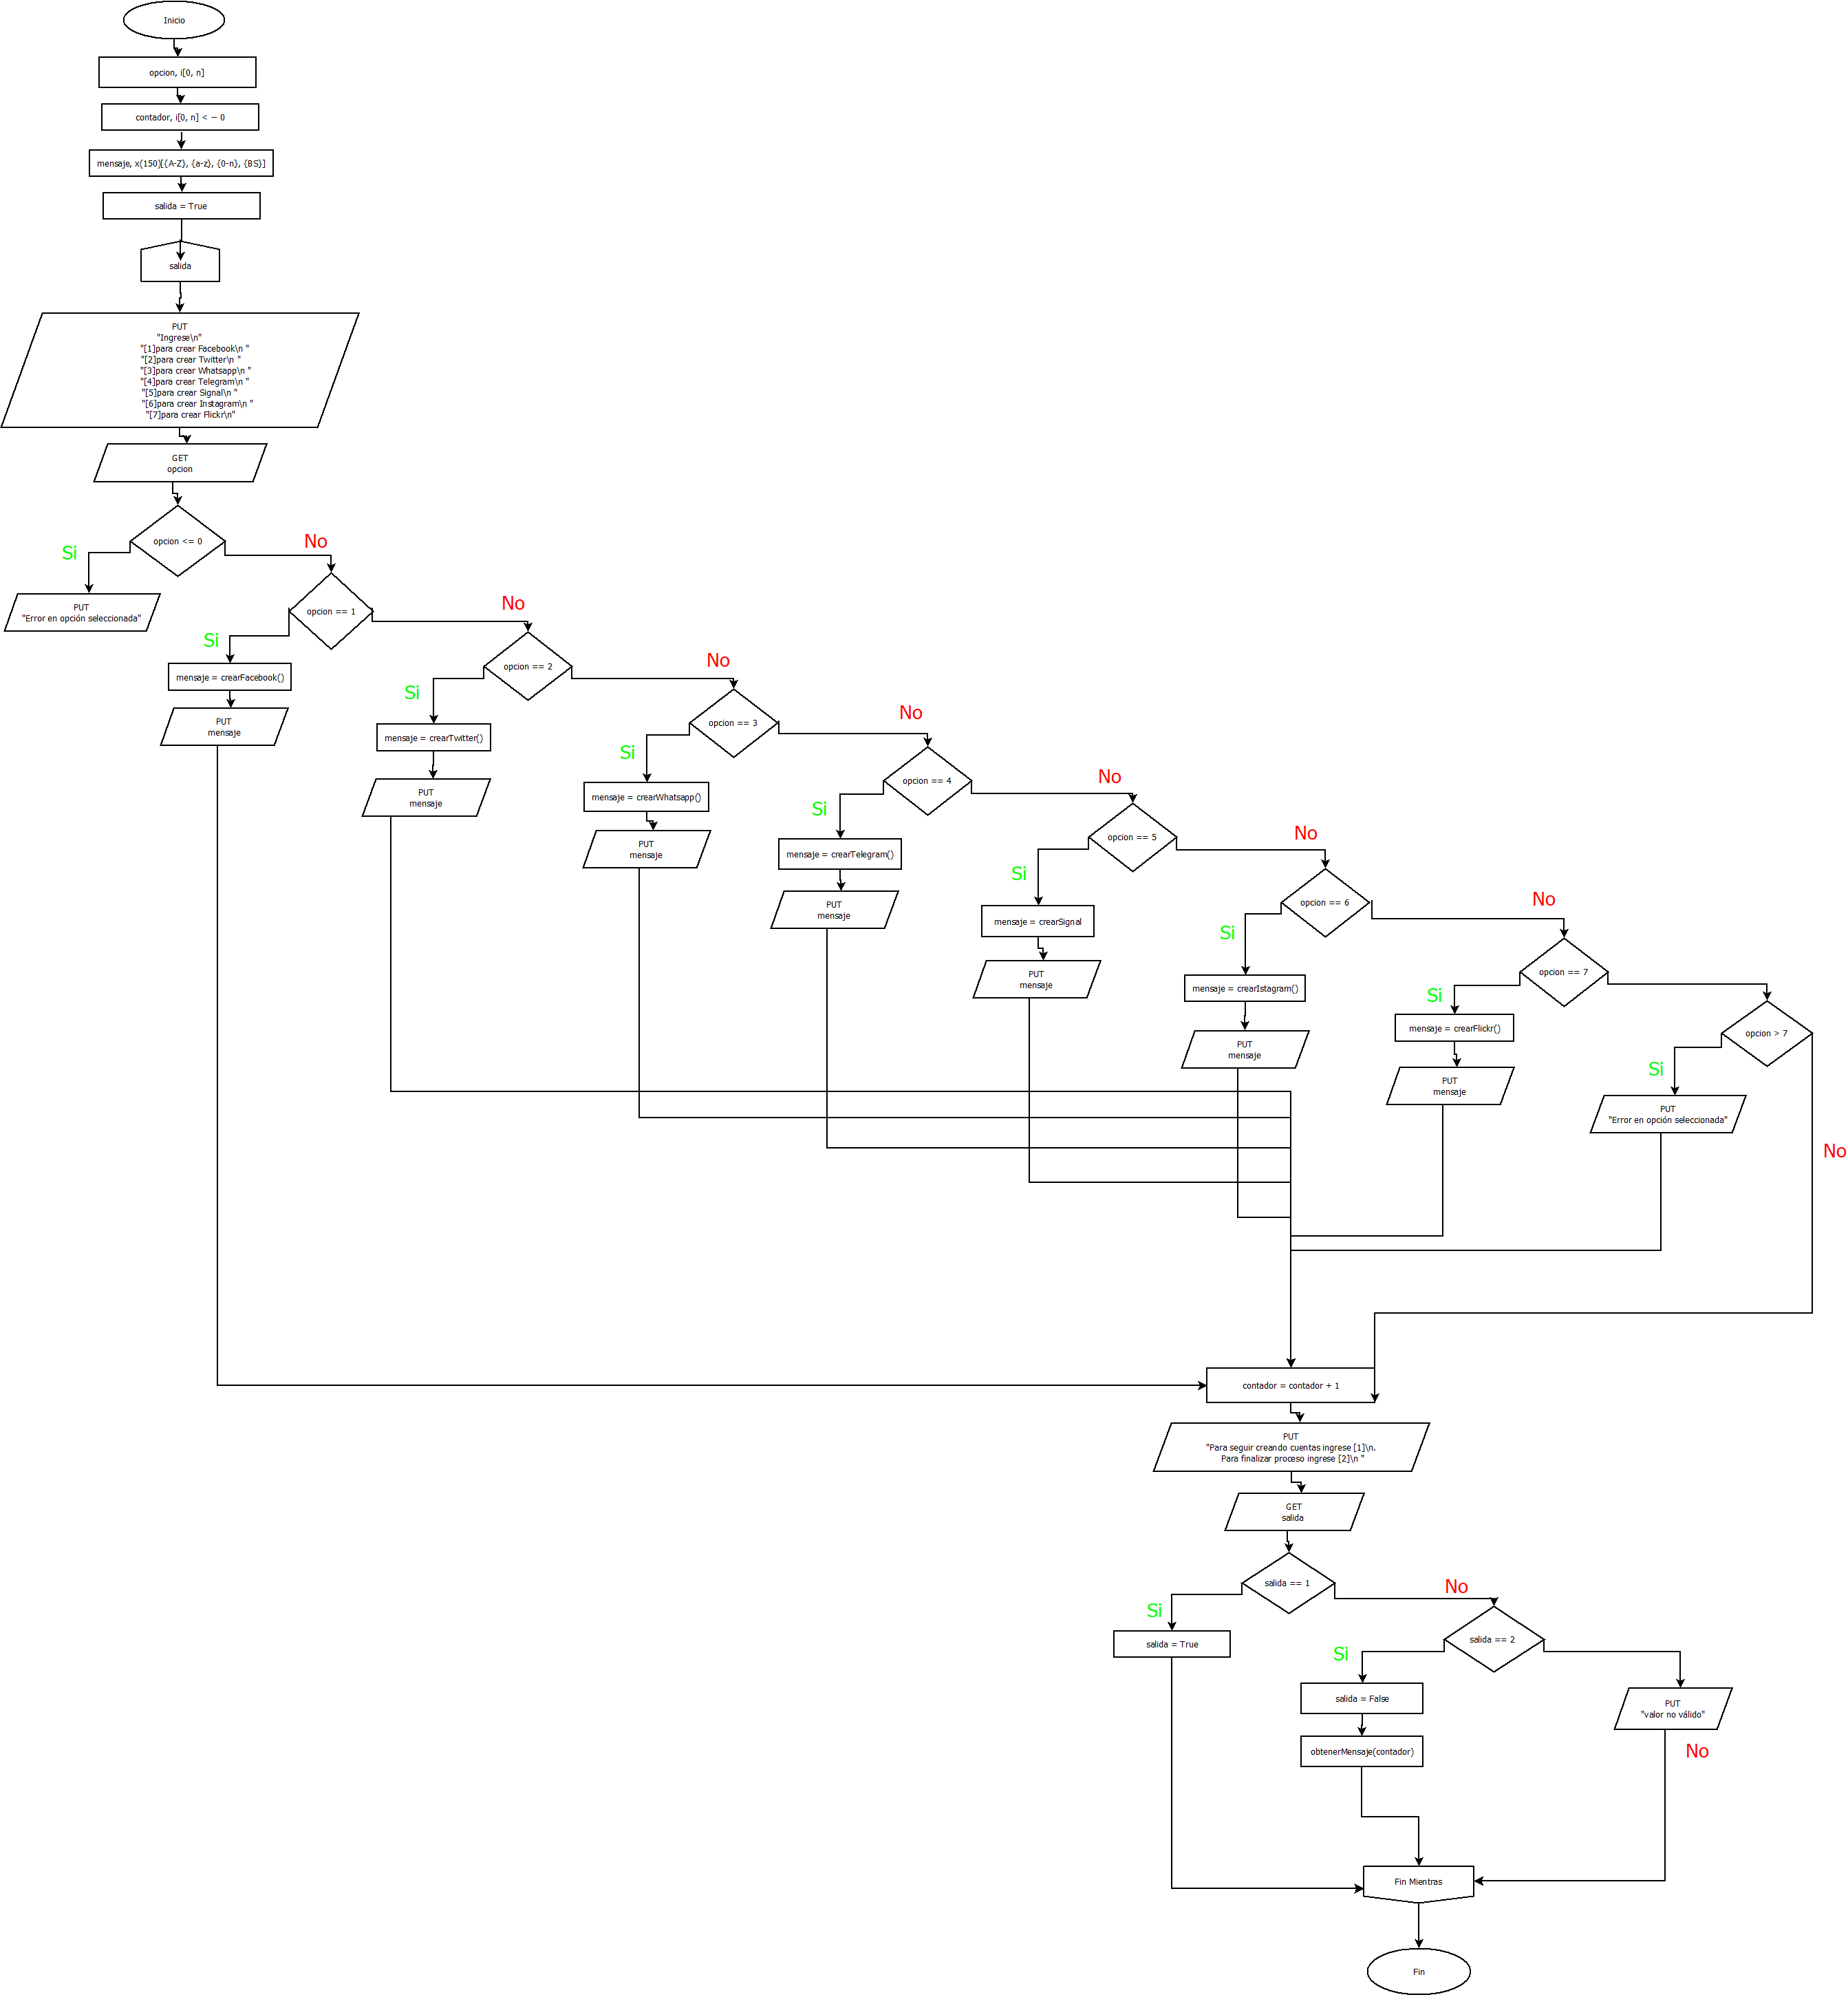 Inicio
opcion, i[0, n]
contador, i[0, n] < -- 0
mensaje, x(150)[{A-Z}, {a-z}, {0-n}, {BS}]
salida = True
salida
PUT
"Ingrese\n"
"[1]para crear Facebook\n "
"[2]para crear Twitter\n "
"[3]para crear Whatsapp\n "
"[4]para crear Telegram\n "
"[5]para crear Signal\n "
"[6]para crear Instagram\n "
"[7]para crear Flickr\n"
GET
opcion
opcion <= 0
Si
No
PUT
"Error en opción seleccionada"
opcion == 1
Si
No
mensaje = crearFacebook()
PUT
mensaje
opcion == 2
Si
No
mensaje = crearTwitter()
PUT
mensaje
opcion == 3
Si
No
mensaje = crearWhatsapp()
PUT
mensaje
opcion == 4
Si
No
mensaje = crearTelegram()
PUT
mensaje
opcion == 5
Si
No
mensaje = crearSignal
PUT
mensaje
opcion == 6
Si
No
mensaje = crearIstagram()
PUT
mensaje
opcion == 7
Si
mensaje = crearFlickr()
PUT
mensaje
opcion > 7
Si
No
PUT
"Error en opción seleccionada"
contador = contador + 1
PUT
"Para seguir creando cuentas ingrese [1]\n.
Para finalizar proceso ingrese [2]\n "
GET
salida
salida == 1
Si
No
salida = True
salida == 2
Si
salida = False
obtenerMensaje(contador)
PUT
"valor no válido"
No
Fin Mientras
Fin